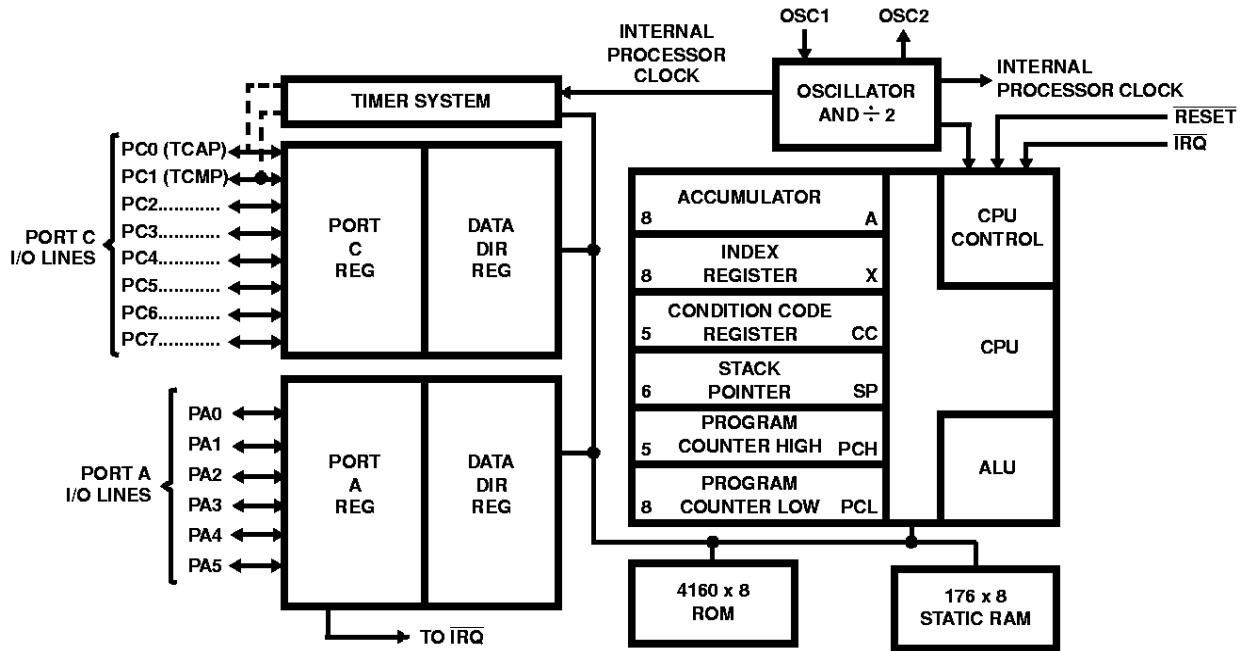 OSC1
OSC2
INTERNAL
PROCESSOR
CLOCK
TIMER SYSTEM
OSCILLATOR
AND ÷ 2
INTERNAL
PROCESSOR CLOCK
RESET
IRQ
PORT C
I/O LINES
PC0 (TCAP)
PC1 (TCMP)
PC2............
PC3............
PC4............
PC5............
PC6............
PC7............
PORT
C
REG
DATA
DIR
REG
ACCUMULATOR
8 A
INDEX
8 REGISTER X
CONDITION CODE
5 REGISTER CC
STACK
6 POINTER SP
PROGRAM
5 COUNTER HIGH PCH
PROGRAM
8 COUNTER LOW PCL
CPU
CONTROL
CPU
ALU
PORT A
I/O LINES
PA0
PA1
PA2
PA3
PA4
PA5
PORT
A
REG
DATA
DIR
REG
TO IRQ
4160 x 8
ROM
176 x 8
STATIC RAM